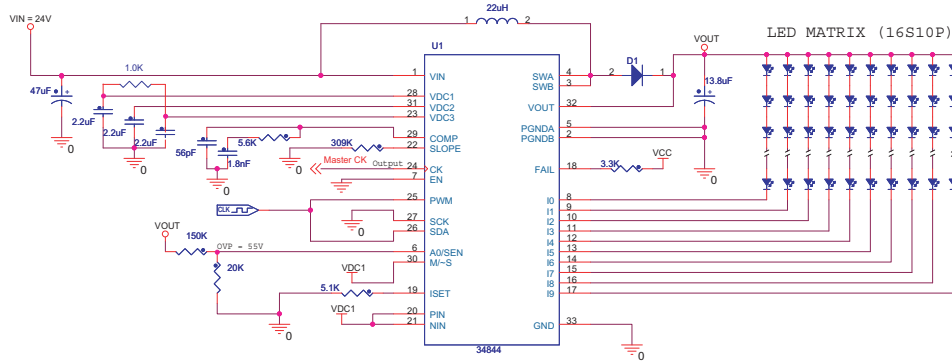 22uH
VIN = 24V
1 2
LED MATRIX (16S10P)
VOUT
U1
D1
1.0K
1 VIN
SWA 4
2 1
SWB 3
47uF
13.8uF
28 VDC1
31 VDC2
VOUT 32
23 VDC3
2.2uF
2.2uF
2.2uF
PGNDA 5
PGNDB 2
29 COMP
5.6K
309K
22 SLOPE
56pF
1.8nF
0
0
Master CK
Output
24 CK
7 EN
FAIL 18
3.3K
VCC
0
0
0
CLK
25 PWM
I0 8
I1 9
27 SCK
I2 10
26 SDA
I3 11
0
VOUT
I4 12
150K
OVP = 55V
6 A0/SEN
I5 13
30 M/~S
I6 14
20K
VDC1
I7 15
I8 16
5.1K
19 ISET
I9 17
VDC1
20 PIN
21 NIN
GND 33
0
34844
0